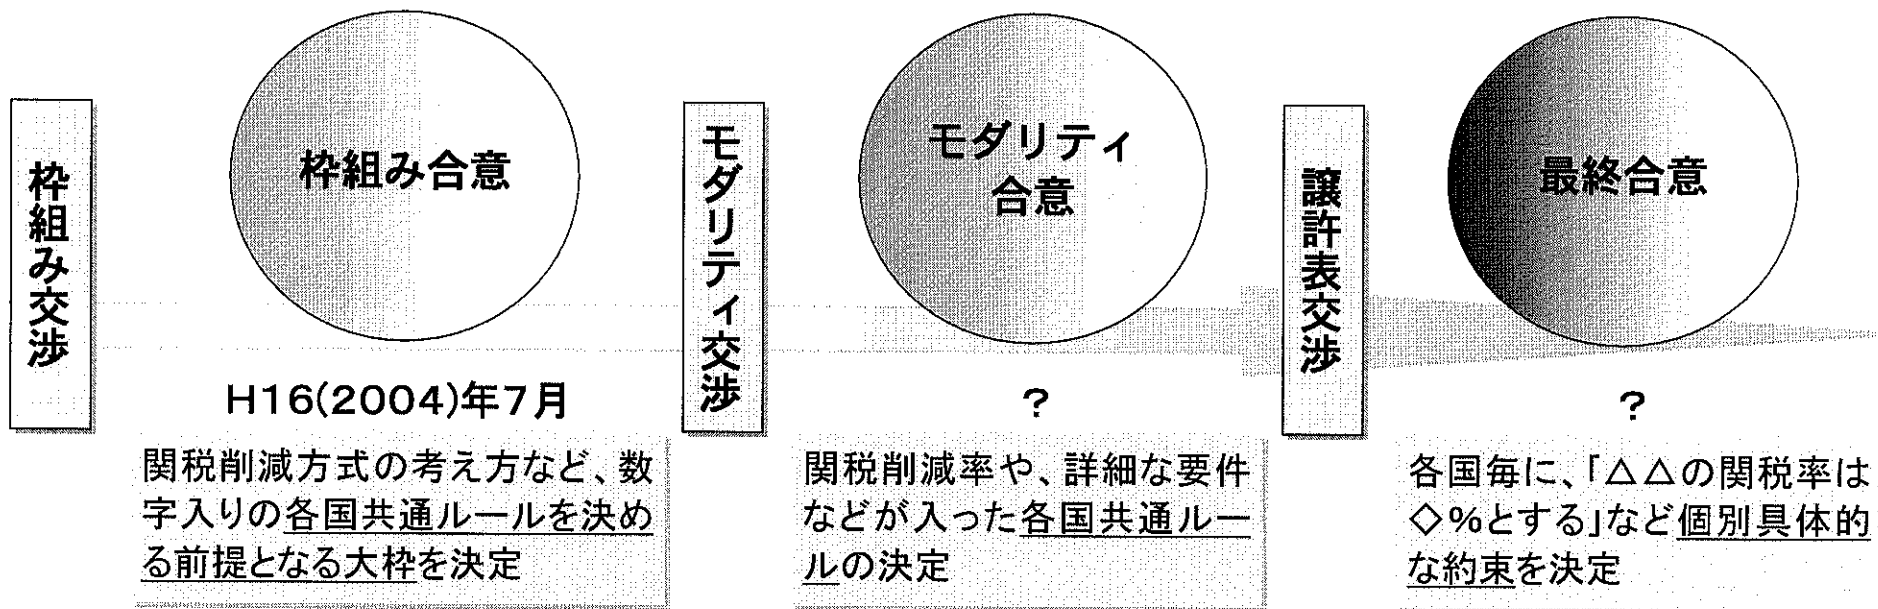 枠組み交渉
枠組み合意
H16(2004)年7月
関税削減方式の考え方など、数
字入りの各国共通ルールを決め
る前提となる大枠を決定
モダリティ交渉
モダリティ
合意
?
関税削減率や、詳細な要件
などが入った各国共通ルー
ルの決定
譲許表交渉
最終合意
?
各国毎に、「△△の関税率は
◇%とする」など個別具体的
な約束を決定